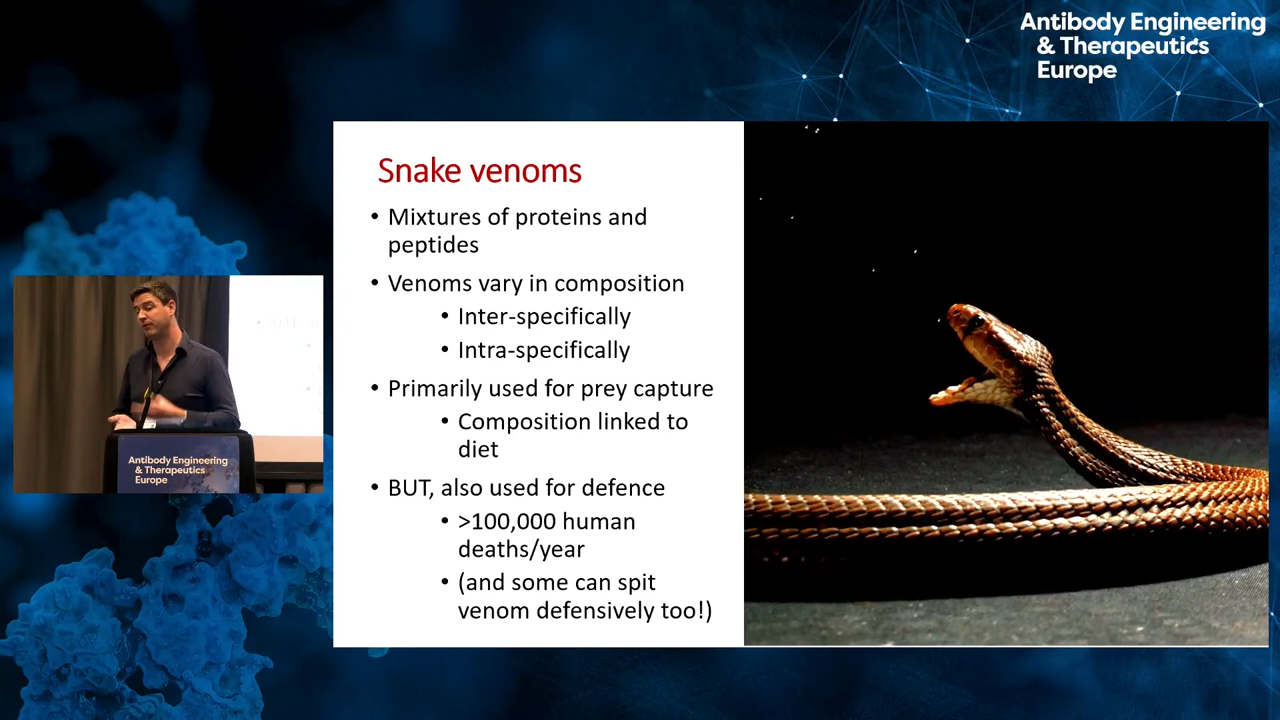 Antibody Engineering
& Therapeutics
Europe
Snake venoms
• Mixtures of proteins and
peptides
• Venoms vary in composition
• Inter-specifically
• Intra-specifically
• Primarily used for prey capture
• Composition linked to
diet
• BUT, also used for defence
• >100,000 human
deaths/year
• (and some can spit
venom defensively too!)
Antibody Engineering
& Therapeutics
Europe